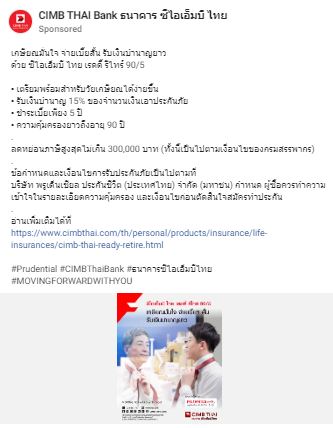 CIMB THAI Bank ธนาคาร ซีไอเอ็มบี ไทย
Sponsored
เกษียณมั่นใจ จ่ายเบี้ยสั้น รับเงินบำนาญยาว
ด้วย ซีไอเอ็มบี ไทย เรดดี้ รีไทร์ 90/5
• เตรียมพร้อมสำหรับวัยเกษียณได้ง่ายขึ้น
• รับเงินบำนาญ 15% ของจำนวนเงินเอาประกันภัย
• ชำระเบี้ยเพียง 5 ปี
• ความคุ้มครองยาวถึงอายุ 90 ปี
.
ลดหย่อนภาษีสูงสุดไม่เกิน 300,000 บาท (ทั้งนี้เป็นไปตามเงื่อนไขของกรมสรรพากร)
.
ข้อกำหนดและเงื่อนไขการรับประกันภัยเป็นไปตามที่
บริษัท พรูเด็นเชียล ประกันชีวิต (ประเทศไทย) จำกัด (มหาชน) กำหนด ผู้ซื้อควรทำความ
เข้าใจในรายละเอียดความคุ้มครอง และเงื่อนไขก่อนตัดสินใจสมัครทำประกัน
.
อ่านเพิ่มเติมได้ที่
https://www.cimbthai.com/th/personal/products/insurance/life-
insurances/cimb-thai-ready-retire.html
#Prudential #CIMBThaiBank #ธนาคารซีไอเอ็มบีไทย
#MOVINGFORWARDWITHYOU
เกษียณมั่นใจ จ่ายเบี้ยสั้น
รับเงินบำนาญยาว
PRUDENTIAL
CIMB THAI